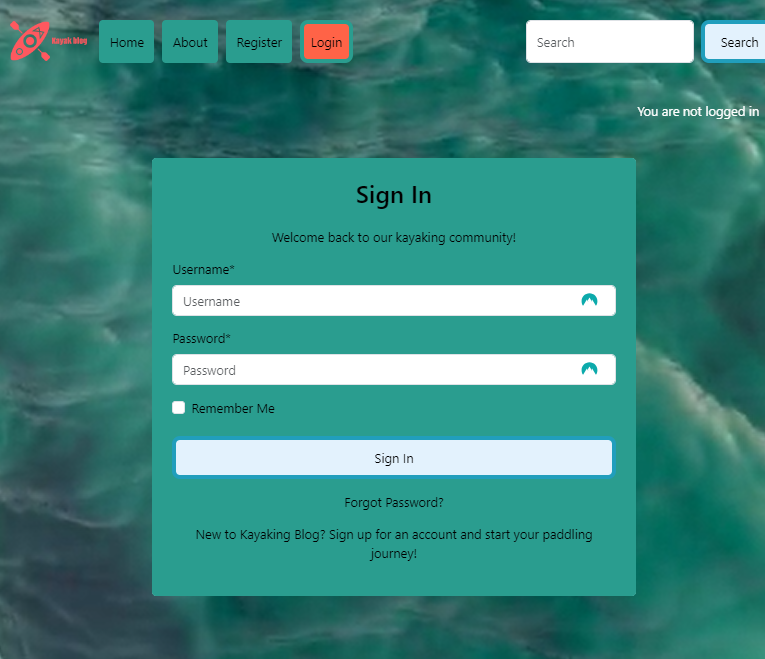 Kayak blog
Home
About
Register
Login
Search
Search
You are not logged in
Sign In
Welcome back to our kayaking community!
Username*
Username
Password*
Password
Remember Me
Sign In
Forgot Password?
New to Kayaking Blog? Sign up for an account and start your paddling
journey!